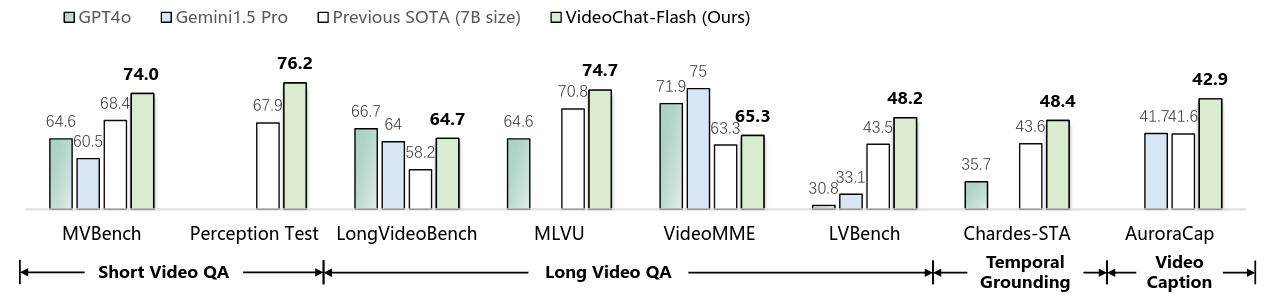 GPT4o Gemini1.5 Pro Previous SOTA (7B size) VideoChat-Flash (Ours)
64.6 60.5 68.4 74.0
67.9 76.2
66.7 64 58.2 64.7
64.6 70.8 74.7
71.9 75 63.3 65.3
30.8 33.1 43.5 48.2
35.7 43.6 48.4
41.7 41.6 42.9
MVBench Perception Test LongVideoBench MLVU VideoMME LVBench Chardes-STA AuroraCap
Short Video QA Long Video QA
Temporal
Grounding
Video
Caption